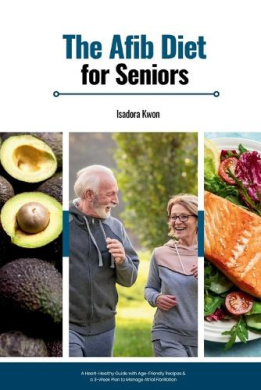 The Afib Diet
for Seniors
Isadora Kwon
A Heart-Healthy Guide with Age-Friendly Recipes &
a 3-Week Plan to Manage Atrial Fibrillation